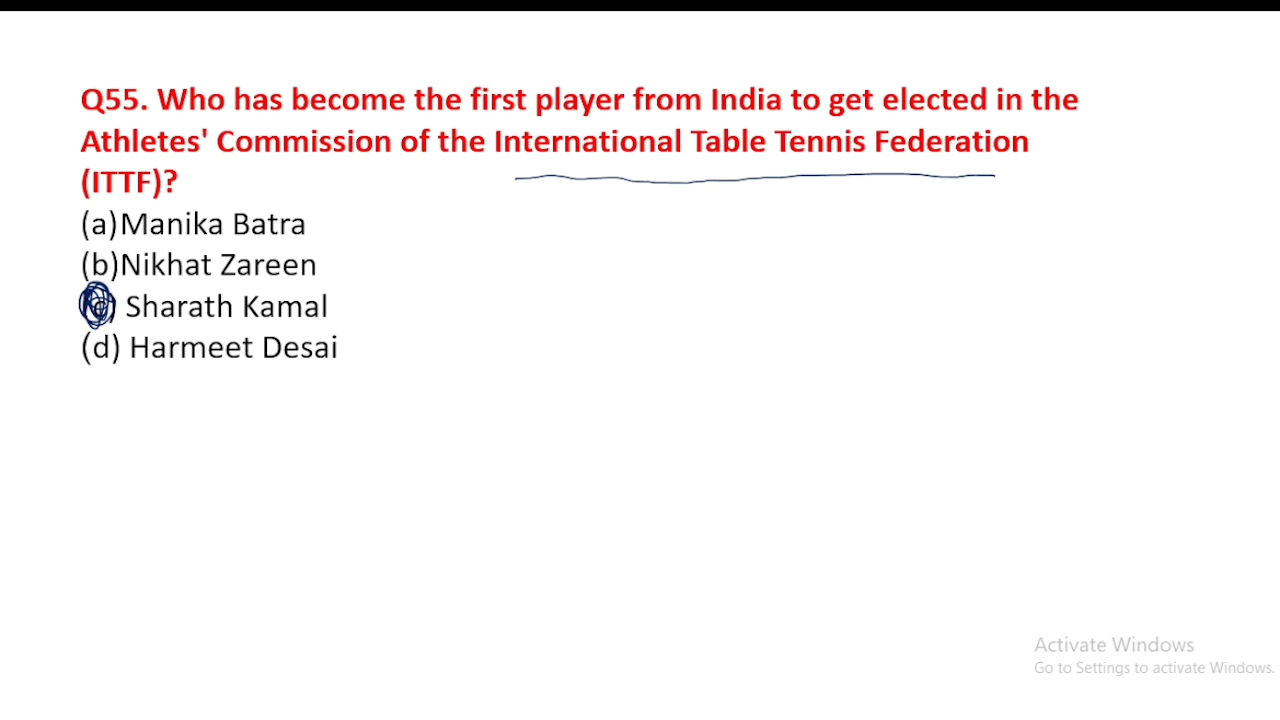 Q55. Who has become the first player from India to get elected in the
Athletes' Commission of the International Table Tennis Federation
(ITTF)?
(a)Manika Batra
(b)Nikhat Zareen
(c) Sharath Kamal
(d) Harmeet Desai
Activate Windows
Go to Settings to activate Windows.